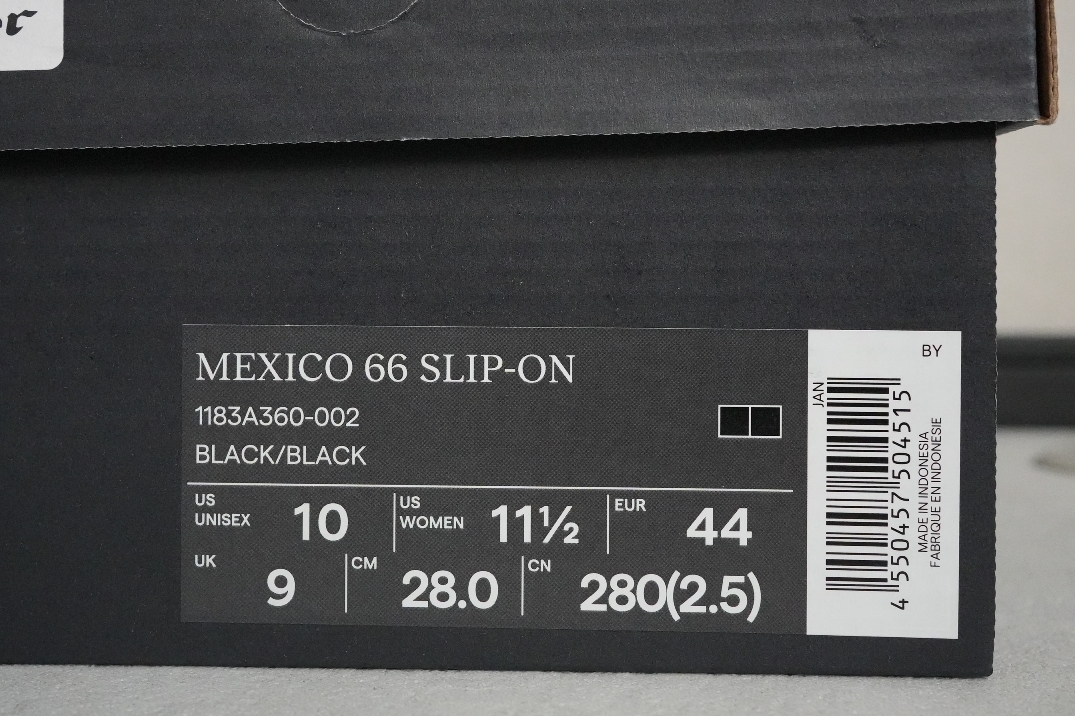 MEXICO 66 SLIP-ON
1183A360-002
BLACK/BLACK
US UNISEX 10
US WOMEN 11½
EUR 44
UK 9
CM 28.0
CN 280(2.5)
BY
JAN
4 550457 504515
MADE IN INDONESIA
FABRIQUE EN INDONESIE